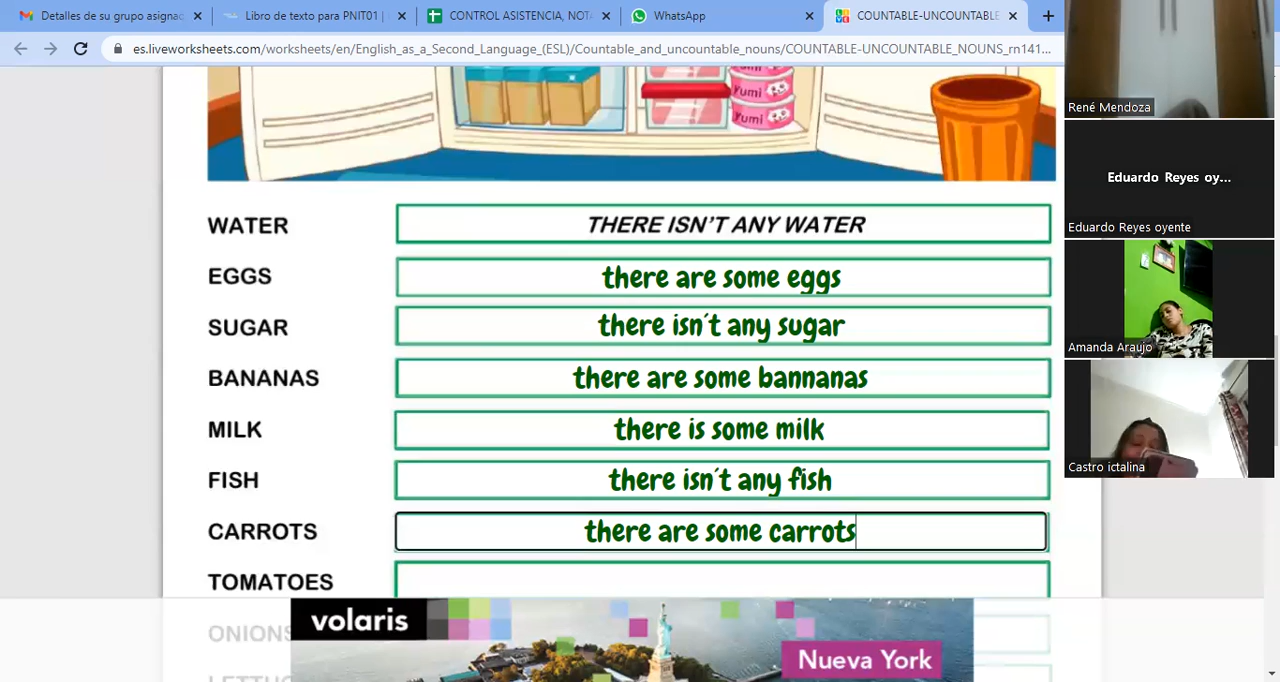 Detalles de su grupo asignac
Libro de texto para PNIT01 |
CONTROL ASISTENCIA, NOTA
WhatsApp
COUNTABLE-UNCOUNTABLE
es.liveworksheets.com/worksheets/en/English_as_a_Second_Language_(ESL)/Countable_and_uncountable_nouns/COUNTABLE-UNCOUNTABLE_NOUNS_rn141...
Yumi
Yumi
Yumi
René Mendoza
Eduardo Reyes oy...
Eduardo Reyes oyente
Amanda Araujo
Castro ictalina
WATER THERE ISN'T ANY WATER
EGGS there are some eggs
SUGAR there isn´t any sugar
BANANAS there are some bannanas
MILK there is some milk
FISH there isn´t any fish
CARROTS there are some carrots
TOMATOES
ONIONS
volaris
Nueva York